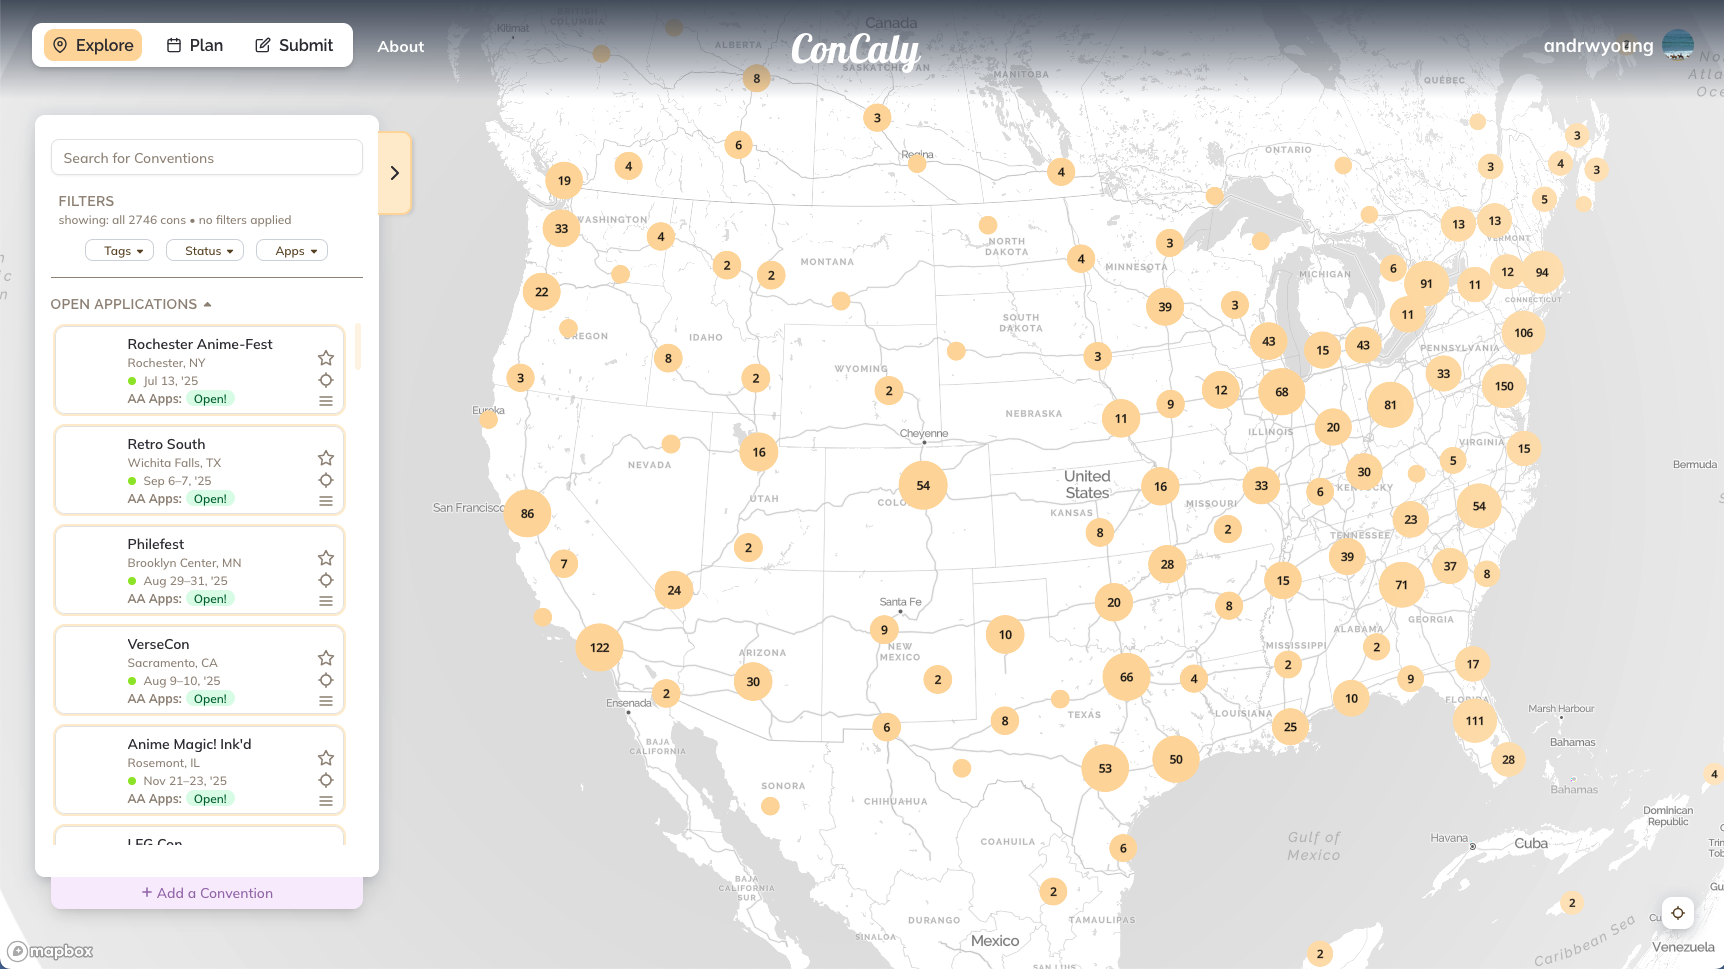 Explore
Plan
Submit
About
ConCaly
andrwyoung
Search for Conventions
FILTERS
showing: all 2746 cons • no filters applied
Tags
Status
Apps
OPEN APPLICATIONS
Rochester Anime-Fest
Rochester, NY
Jul 13, '25
AA Apps: Open!
Retro South
Wichita Falls, TX
Sep 6–7, '25
AA Apps: Open!
Philefest
Brooklyn Center, MN
Aug 29–31, '25
AA Apps: Open!
VerseCon
Sacramento, CA
Aug 9–10, '25
AA Apps: Open!
Anime Magic! Ink'd
Rosemont, IL
Nov 21–23, '25
AA Apps: Open!
LFG Con
+ Add a Convention
mapbox
Kilimat
BRITISH
COLUMBIA
Canada
ALBERTA
SASKATCHEWAN
MANITOBA
QUÉBEC
8
3
3
6
Regina
ONTARIO
4
3
4
3
19
4
5
WASHINGTON
33
4
NORTH
DAKOTA
3
13
13
VERMONT
2
2
MONTANA
4
MINNESOTA
MICHIGAN
6
91
11
12
94
CONNECTICUT
22
39
3
11
SOUTH
DAKOTA
OREGON
IDAHO
43
15
43
106
PENNSYLVANIA
8
3
33
3
2
WYOMING
2
12
68
150
Eureka
NEBRASKA
11
9
81
Cheyenne
ILLINOIS
20
VIRGINIA
15
16
NEVADA
5
Bermuda
United
States
30
UTAH
54
16
33
6
KENTUCKY
San Francisco
86
KANSAS
MISSOURI
54
23
8
2
TENNESSEE
2
39
7
28
15
71
37
8
24
Santa Fe
20
8
9
10
GEORGIA
ALABAMA
122
ARIZONA
NEW
MEXICO
MISSISSIPPI
2
2
17
30
2
66
4
9
2
Ensenada
10
FLORIDA
6
8
TEXAS
LOUISIANA
25
111
Marsh Harbour
BAJA
CALIFORNIA
Bahamas
53
50
28
4
SONORA
CHIHUAHUA
Bahamas
Dominican
Republic
COAHUILA
6
Gulf of
Mexico
Havana
Cuba
BAJA
CALIFORNIA
SUR
2
2
DURANGO
TAMAULIPAS
SINALOA
Mexico
2
Caribbean Sea
Venezuela
SAN LUIS